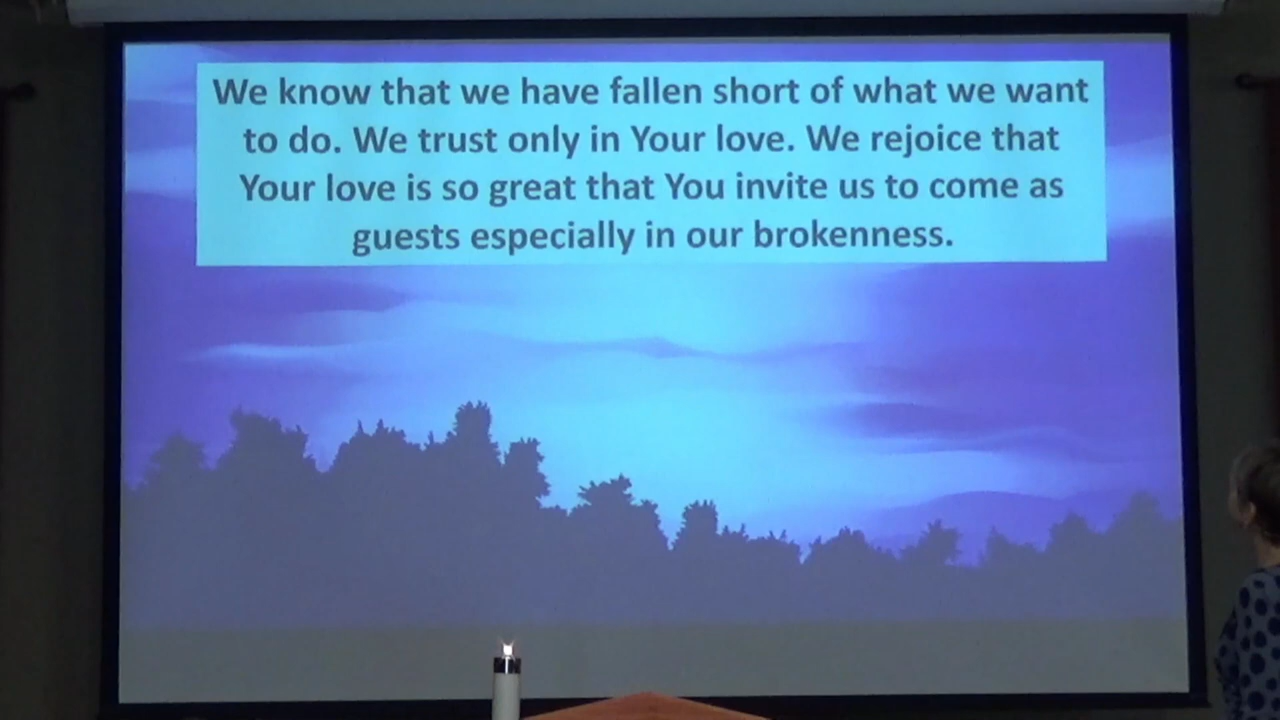 We know that we have fallen short of what we want
to do. We trust only in Your love. We rejoice that
Your love is so great that You invite us to come as
guests especially in our brokenness.